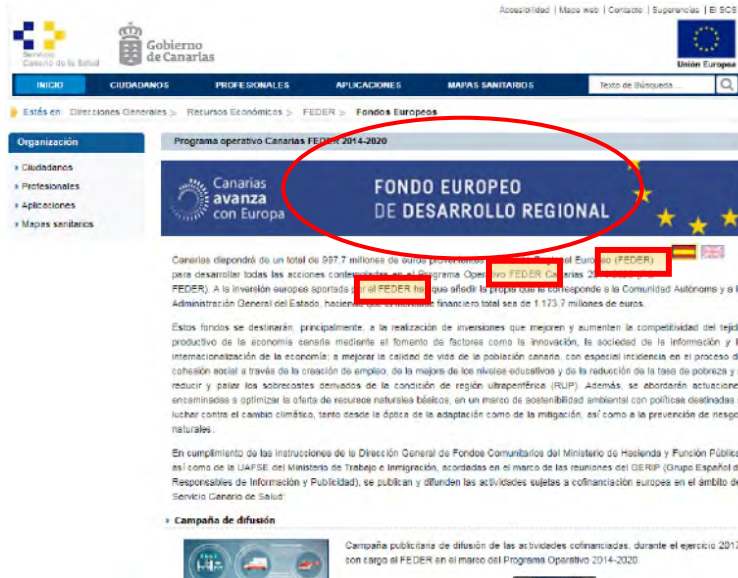 Accesibilidad | Mapa web | Contacto | Sugerencias | El SCS
Servicio
Canario de la Salud
Gobierno
de Canarias
Unión Europea
INICIO CIUDADANOS PROFESIONALES APLICACIONES MAPAS SANITARIOS Texto de Búsqueda ...
Estás en: Direcciones Generales > Recursos Económicos > FEDER > Fondos Europeos
Organización
Ciudadanos
Profesionales
Aplicaciones
Mapas sanitarios
Programa operativo Canarias FEDER 2014-2020
Canarias
avanza
con Europa
FONDO EUROPEO
DE DESARROLLO REGIONAL
Canarias dispondrá de un total de 997,7 millones de euros provenientes Europeo (FEDER)
para desarrollar todas las acciones contempladas en el Programa Operativo FEDER Canarias
FEDER). A la inversión europea aportada por el FEDER hay que añadir la propia que le corresponde a la Comunidad Autónoma y a l
Administración General del Estado, haciendo que el financiero total sea de 1.173,7 millones de euros.
Estos fondos se destinarán, principalmente, a la realización de inversiones que mejoren y aumenten la competitividad del tejid
productivo de la economía canaria mediante el fomento de factores como la innovación, la sociedad de la información y l
internacionalización de la economía; a mejorar la calidad de vida de la población canaria, con especial incidencia en el proceso d
cohesión social a través de la creación de empleo, de la mejora de los niveles educativos y de la reducción de la tasa de pobreza y
reducir y paliar los sobrecostes derivados de la condición de región ultraperiférica (RUP). Además, se abordarán actuacione
encaminadas a optimizar la oferta de recursos naturales básicos, en un marco de sostenibilidad ambiental con políticas destinadas
luchar contra el cambio climático, tanto desde la óptica de la adaptación como de la mitigación, así como a la prevención de riesgo
naturales.
En cumplimiento de las instrucciones de la Dirección General de Fondos Comunitarios del Ministerio de Hacienda y Función Públic
así como de la UAFSE del Ministerio de Trabajo e Inmigración, acordadas en el marco de las reuniones del GERIP (Grupo Español d
Responsables de Información y Publicidad), se publican y difunden las actividades sujetas a cofinanciación europea en el ámbito de
Servicio Canario de Salud:
Campaña de difusión
Campaña publicitaria de difusión de las actividades cofinanciadas, durante el ejercicio 2017
con cargo al FEDER en el marco del Programa Operativo 2014-2020.